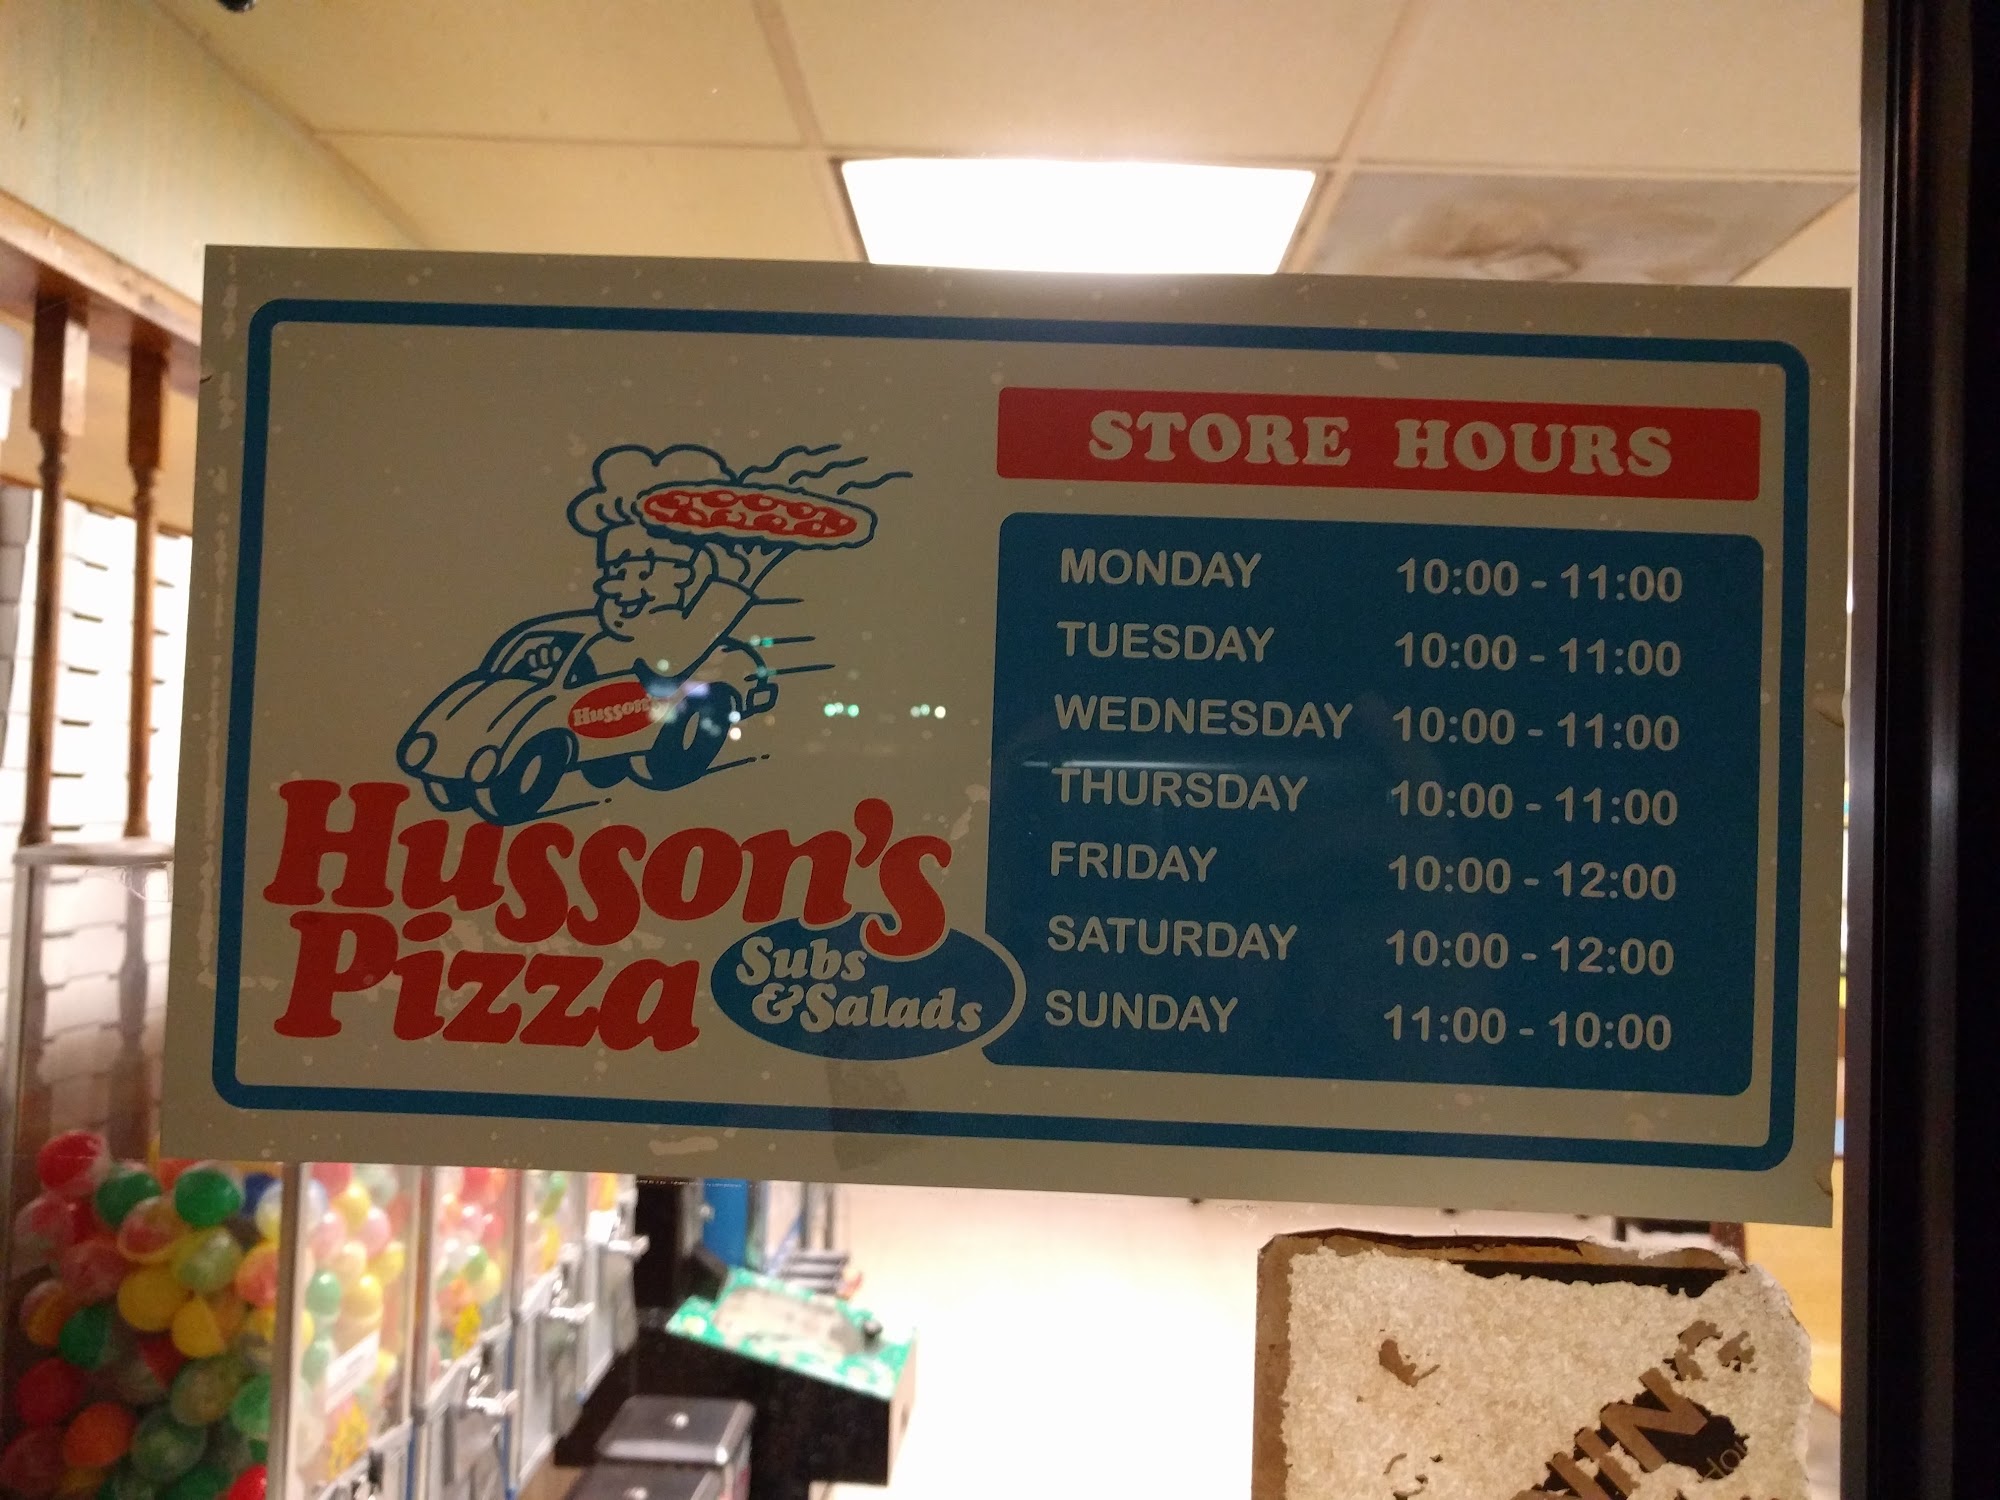 STORE HOURS
MONDAY 10:00 - 11:00
TUESDAY 10:00 - 11:00
WEDNESDAY 10:00 - 11:00
THURSDAY 10:00 - 11:00
FRIDAY 10:00 - 12:00
SATURDAY 10:00 - 12:00
SUNDAY 11:00 - 10:00
Husson's
Husson's
Pizza
Subs
& Salads